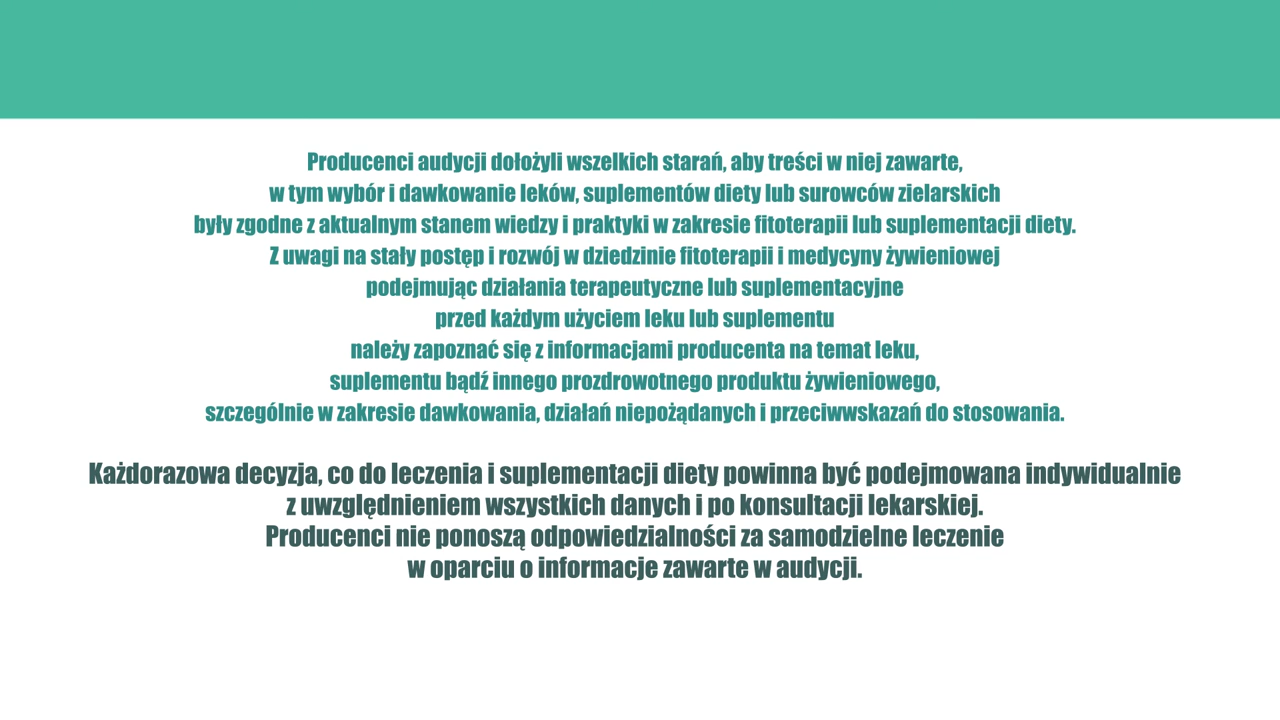 Producenci audycji dołożyli wszelkich starań, aby treści w niej zawarte,
w tym wybór i dawkowanie leków, suplementów diety lub surowców zielarskich
były zgodne z aktualnym stanem wiedzy i praktyki w zakresie fitoterapii lub suplementacji diety.
Z uwagi na stały postęp i rozwój w dziedzinie fitoterapii i medycyny żywieniowej
podejmując działania terapeutyczne lub suplementacyjne
przed każdym użyciem leku lub suplementu
należy zapoznać się z informacjami producenta na temat leku,
suplementu bądź innego prozdrowotnego produktu żywieniowego,
szczególnie w zakresie dawkowania, działań niepożądanych i przeciwwskazań do stosowania.
Każdorazowa decyzja, co do leczenia i suplementacji diety powinna być podejmowana indywidualnie
z uwzględnieniem wszystkich danych i po konsultacji lekarskiej.
Producenci nie ponoszą odpowiedzialności za samodzielne leczenie
w oparciu o informacje zawarte w audycji.